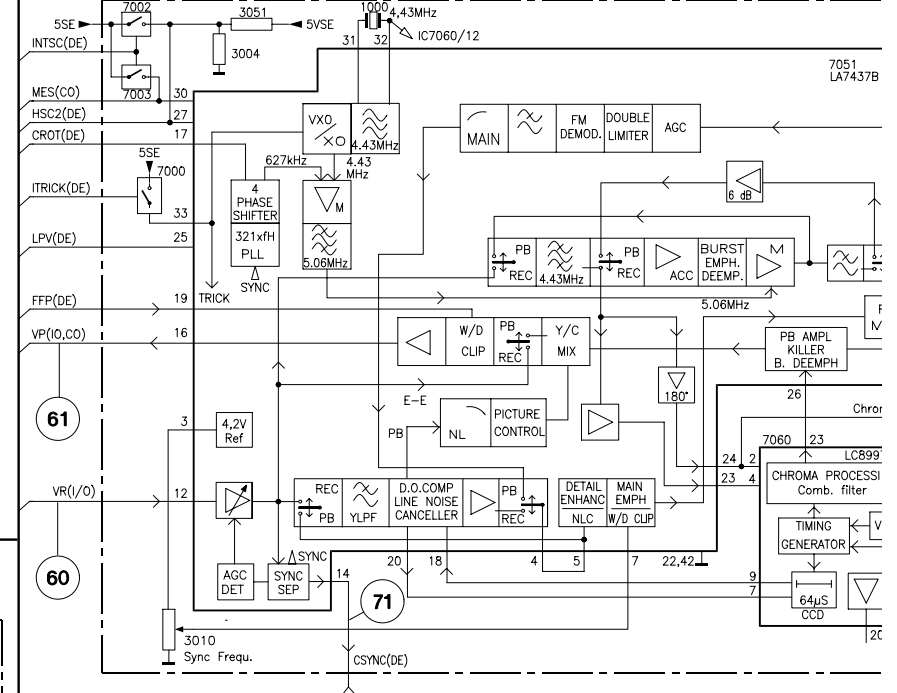 7002
5SE
3051
5VSE
1000
4,43MHz
INTSC(DE)
3004
31
32
IC7060/12
7003
7051
LA7437B
MES(CO)
30
HSC2(DE)
27
CROT(DE)
17
VXO
XO
4.43MHz
MAIN
FM
DEMOD.
DOUBLE
LIMITER
AGC
5SE
7000
627kHz
4.43
MHz
ITRICK(DE)
33
4
PHASE
SHIFTER
321xfH
PLL
M
5.06MHz
6 dB
LPV(DE)
25
SYNC
TRICK
PB
REC
4.43MHz
PB
REC
ACC
BURST
EMPH.
DEEMP.
M
5.06MHz
FFP(DE)
19
VP(IO,CO)
16
W/D
CLIP
PB
REC
Y/C
MIX
PB AMPL
KILLER
B. DEEMPH
M
61
E-E
180°
26
3
4,2V
Ref
PB
NL
PICTURE
CONTROL
Chror
7060
23
24
2
23
4
LC899
CHROMA PROCESSI
Comb. filter
VR(I/O)
12
REC
PB
YLPF
D.O.COMP
LINE NOISE
CANCELLER
PB
REC
DETAIL
ENHANC
NLC
MAIN
EMPH
W/D CLIP
TIMING
GENERATOR
V
60
SYNC
20
18
4
5
7
22,42
AGC
DET
SYNC
SEP
14
71
9
7
64µS
CCD
3010
Sync Frequ.
CSYNC(DE)
20